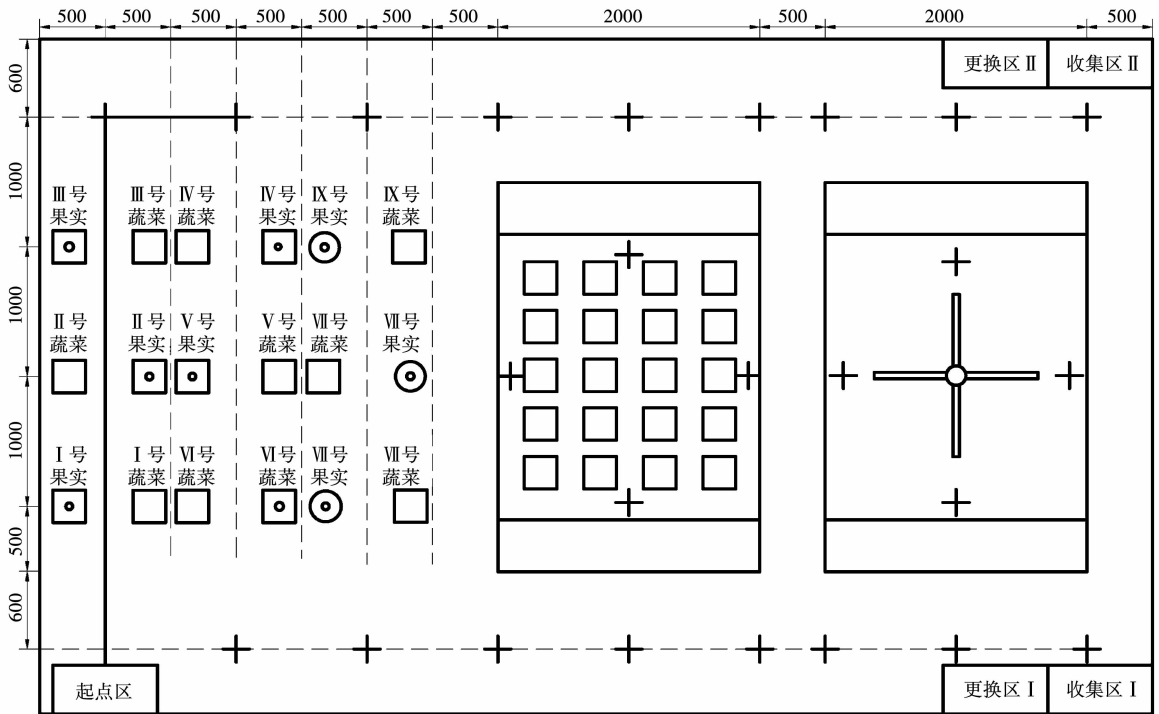 500 500 500 500 500 500 500 2000 500 2000 500
600
更换区Ⅱ 收集区Ⅱ
1000
Ⅲ号 Ⅲ号 Ⅳ号 Ⅳ号 Ⅸ号 Ⅸ号
果实 蔬菜 蔬菜 果实 果实 蔬菜
1000
Ⅱ号 Ⅱ号 Ⅴ号 Ⅴ号 Ⅷ号 Ⅷ号
蔬菜 果实 果实 蔬菜 蔬菜 果实
1000
Ⅰ号 Ⅰ号 Ⅵ号 Ⅵ号 Ⅶ号 Ⅶ号
果实 蔬菜 蔬菜 果实 果实 蔬菜
500
600
起点区 更换区Ⅰ 收集区Ⅰ